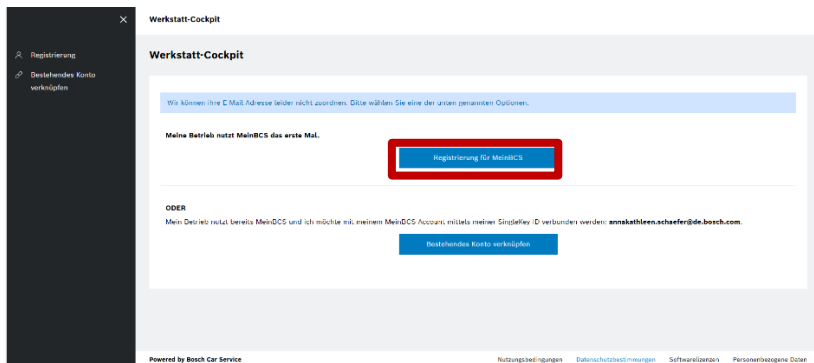 Werkstatt-Cockpit
Registrierung
Bestehendes Konto
verknüpfen
Werkstatt-Cockpit
Wir können ihre E-Mail Adresse leider nicht zuordnen. Bitte wählen Sie eine der unten genannten Optionen.
Meine Betrieb nutzt MeinBCS das erste Mal.
Registrierung für MeinBCS
ODER
Mein Betrieb nutzt bereits MeinBCS und ich möchte mit meinem MeinBCS Account mittels meiner SingleKey ID verbunden werden: annakathleen.schaefer@de.bosch.com.
Bestehendes Konto verknüpfen
Powered by Bosch Car Service
Nutzungsbedingungen Datenschutzbestimmungen Softwarelizenzen Personenbezogene Daten